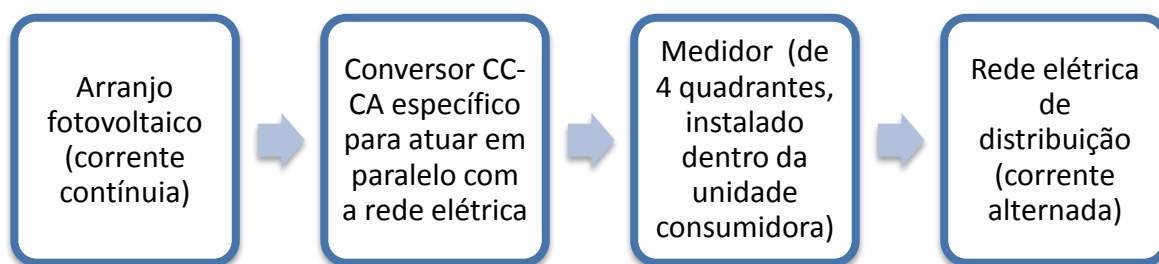 Arranjo
fotovoltaico
(corrente
contínuia)
Conversor CC-
CA específico
para atuar em
paralelo com
a rede elétrica
Medidor (de
4 quadrantes,
instalado
dentro da
unidade
consumidora)
Rede elétrica
de
distribuição
(corrente
alternada)